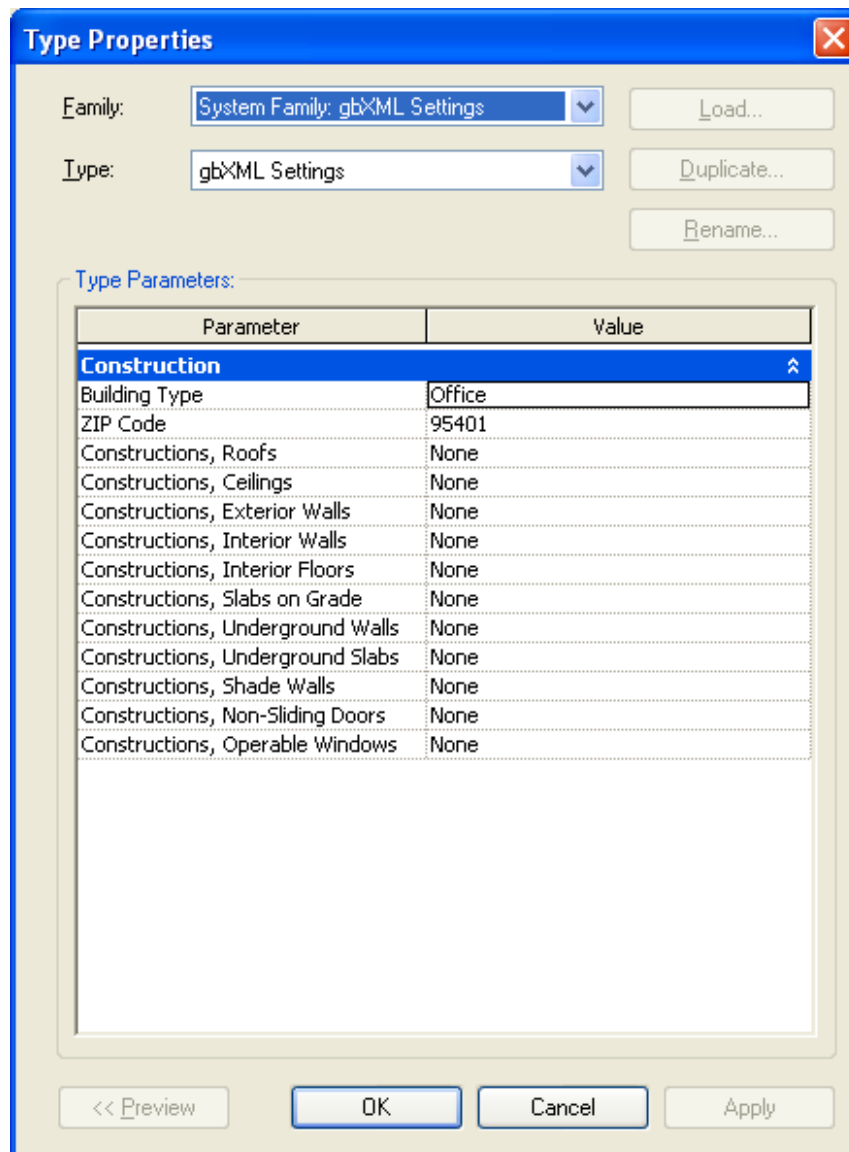 Type Properties
Family: System Family: gbXML Settings Load...
Type: gbXML Settings Duplicate...
Rename...
Type Parameters:
Parameter Value
Construction
Building Type Office
ZIP Code 95401
Constructions, Roofs None
Constructions, Ceilings None
Constructions, Exterior Walls None
Constructions, Interior Walls None
Constructions, Interior Floors None
Constructions, Slabs on Grade None
Constructions, Underground Walls None
Constructions, Underground Slabs None
Constructions, Shade Walls None
Constructions, Non-Sliding Doors None
Constructions, Operable Windows None
<< Preview OK Cancel Apply